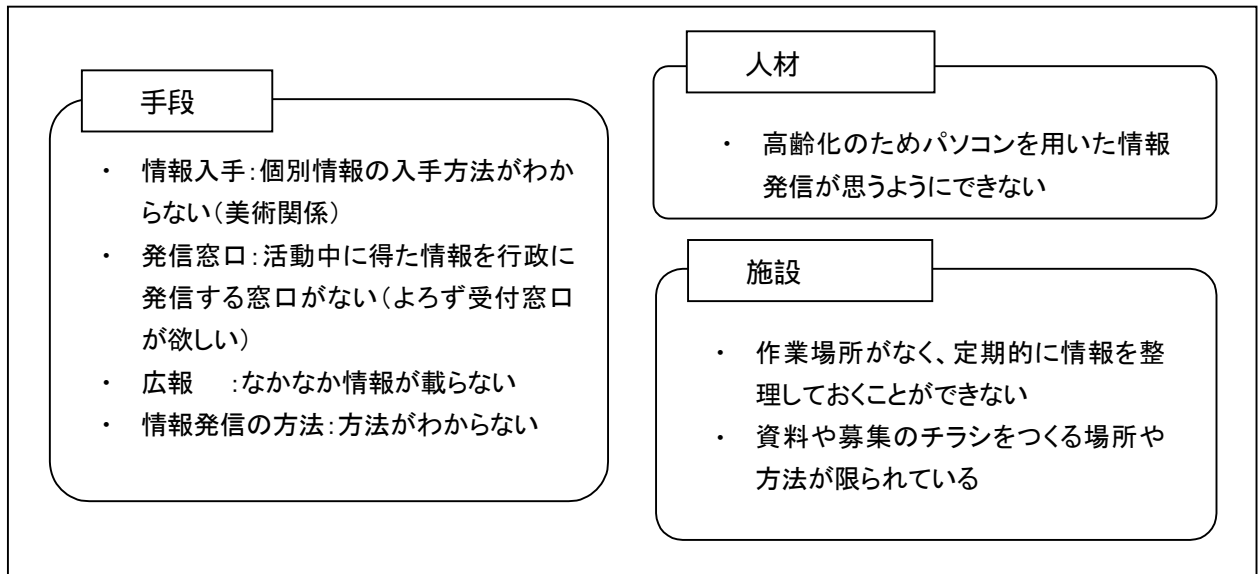 手段
・ 情報入手：個別情報の入手方法がわか
らない（美術関係）
・ 発信窓口：活動中に得た情報を行政に
発信する窓口がない（よろず受付窓口
が欲しい）
・ 広報　：なかなか情報が載らない
・ 情報発信の方法：方法がわからない
人材
・ 高齢化のためパソコンを用いた情報
発信が思うようにできない
施設
・ 作業場所がなく、定期的に情報を整
理しておくことができない
・ 資料や募集のチラシをつくる場所や
方法が限られている